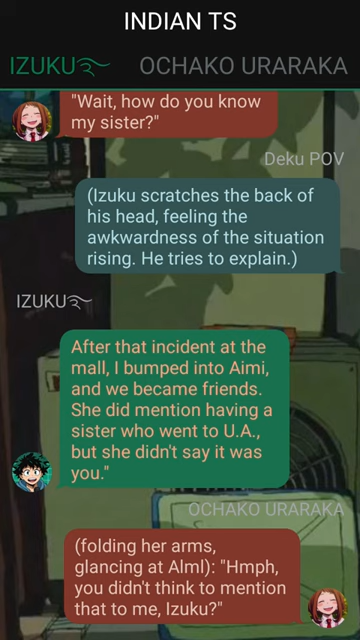 INDIAN TS
IZUKU OCHAKO URARAKA
"Wait, how do you know
my sister?"
Deku POV
(Izuku scratches the back of
his head, feeling the
awkwardness of the situation
rising. He tries to explain.)
IZUKU
After that incident at the
mall, I bumped into Aimi,
and we became friends.
She did mention having a
sister who went to U.A.,
but she didn't say it was
you."
OCHAKO URARAKA
(folding her arms,
glancing at AImI): "Hmph,
you didn't think to mention
that to me, Izuku?"